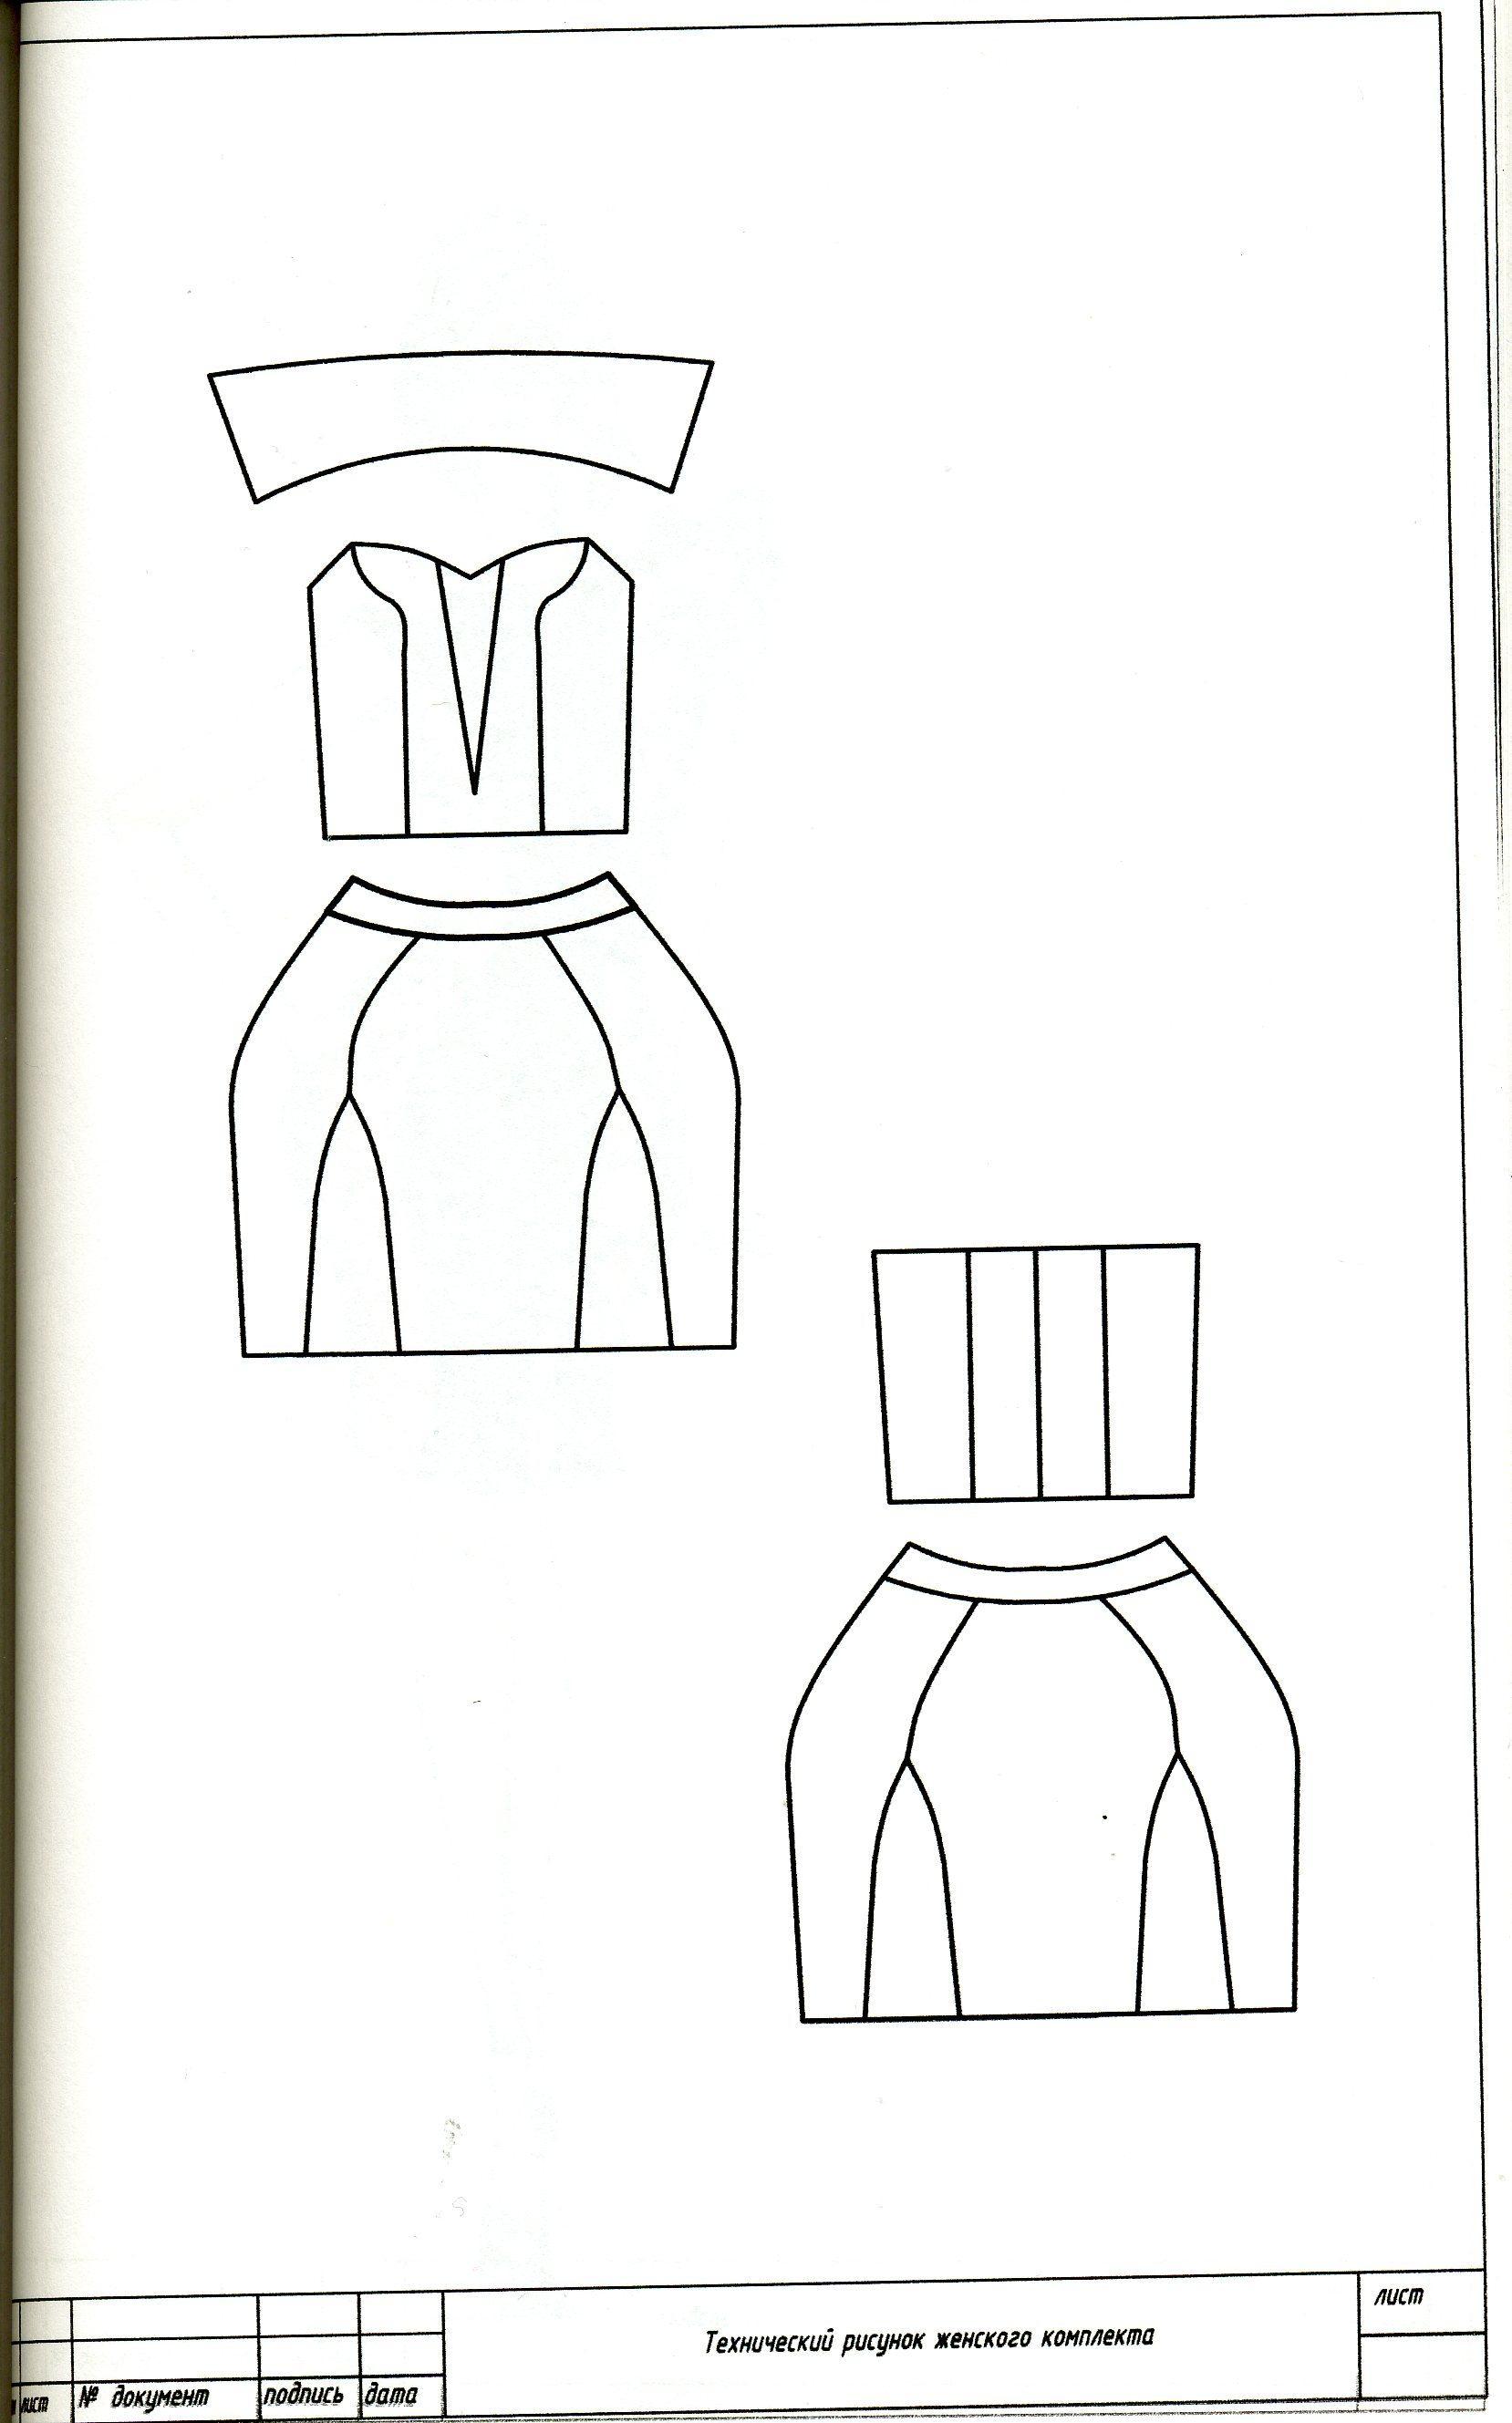 лист
Технический рисунок женского комплекта
лист
№ документ
подпись
дата